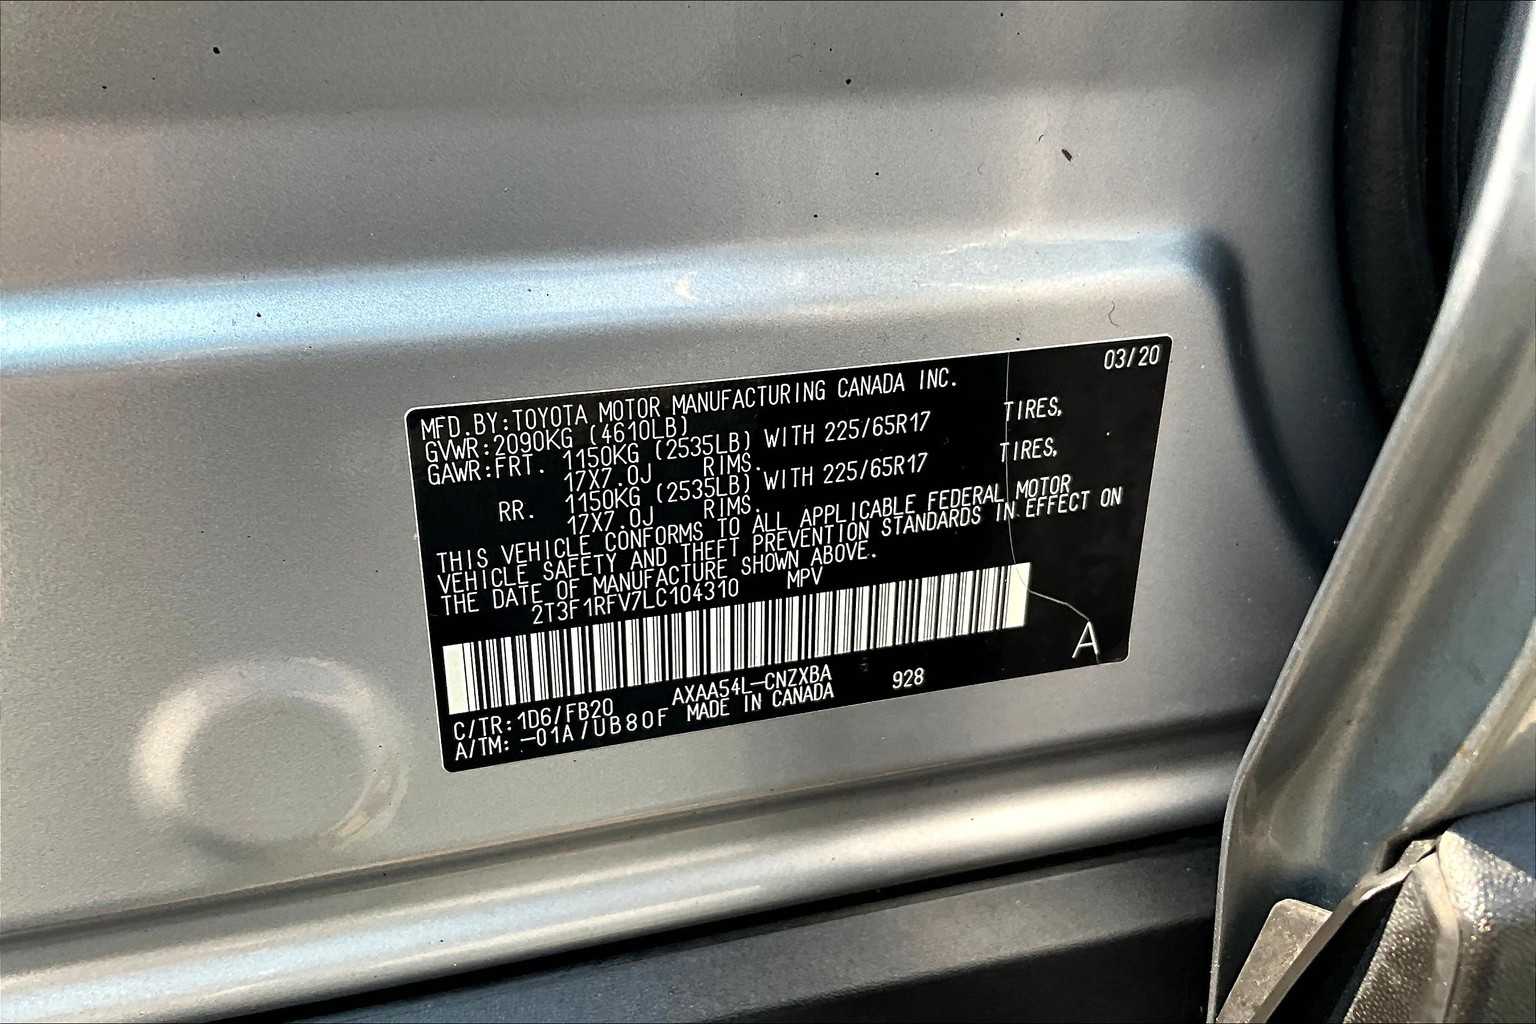 03/20
MFD.BY:TOYOTA MOTOR MANUFACTURING CANADA INC.
GVWR:2090KG (4610LB)
GAWR:FRT. 1150KG (2535LB) WITH 225/65R17 TIRES,
17X7.0J RIMS.
RR. 1150KG (2535LB) WITH 225/65R17 TIRES,
17X7.0J RIMS.
THIS VEHICLE CONFORMS TO ALL APPLICABLE FEDERAL MOTOR
VEHICLE SAFETY AND THEFT PREVENTION STANDARDS IN EFFECT ON
THE DATE OF MANUFACTURE SHOWN ABOVE.
2T3F1RFV7LC104310 MPV
A
C/TR:1D6/FB20 AXAA54L-CNZXBA 928
A/TM: -01A/UB80F MADE IN CANADA